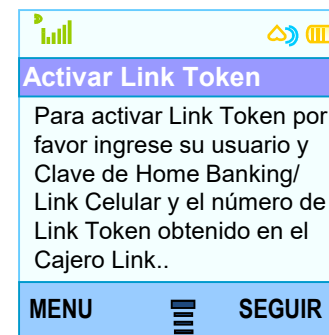 Activar Link Token
Para activar Link Token por
favor ingrese su usuario y
Clave de Home Banking/
Link Celular y el número de
Link Token obtenido en el
Cajero Link..
MENU SEGUIR